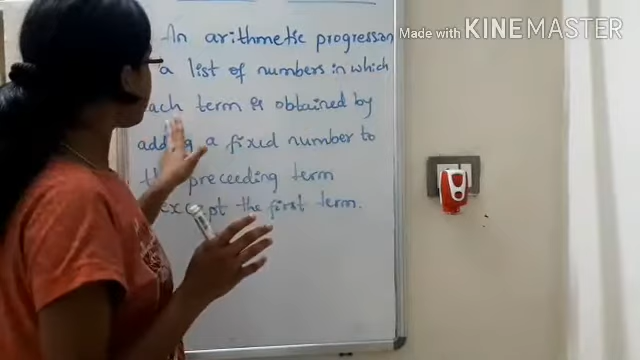 Made with KINEMASTER
An arithmetic progression
a list of numbers in which
each term is obtained by
adding a fixed number to
preceeding term
except the first term.